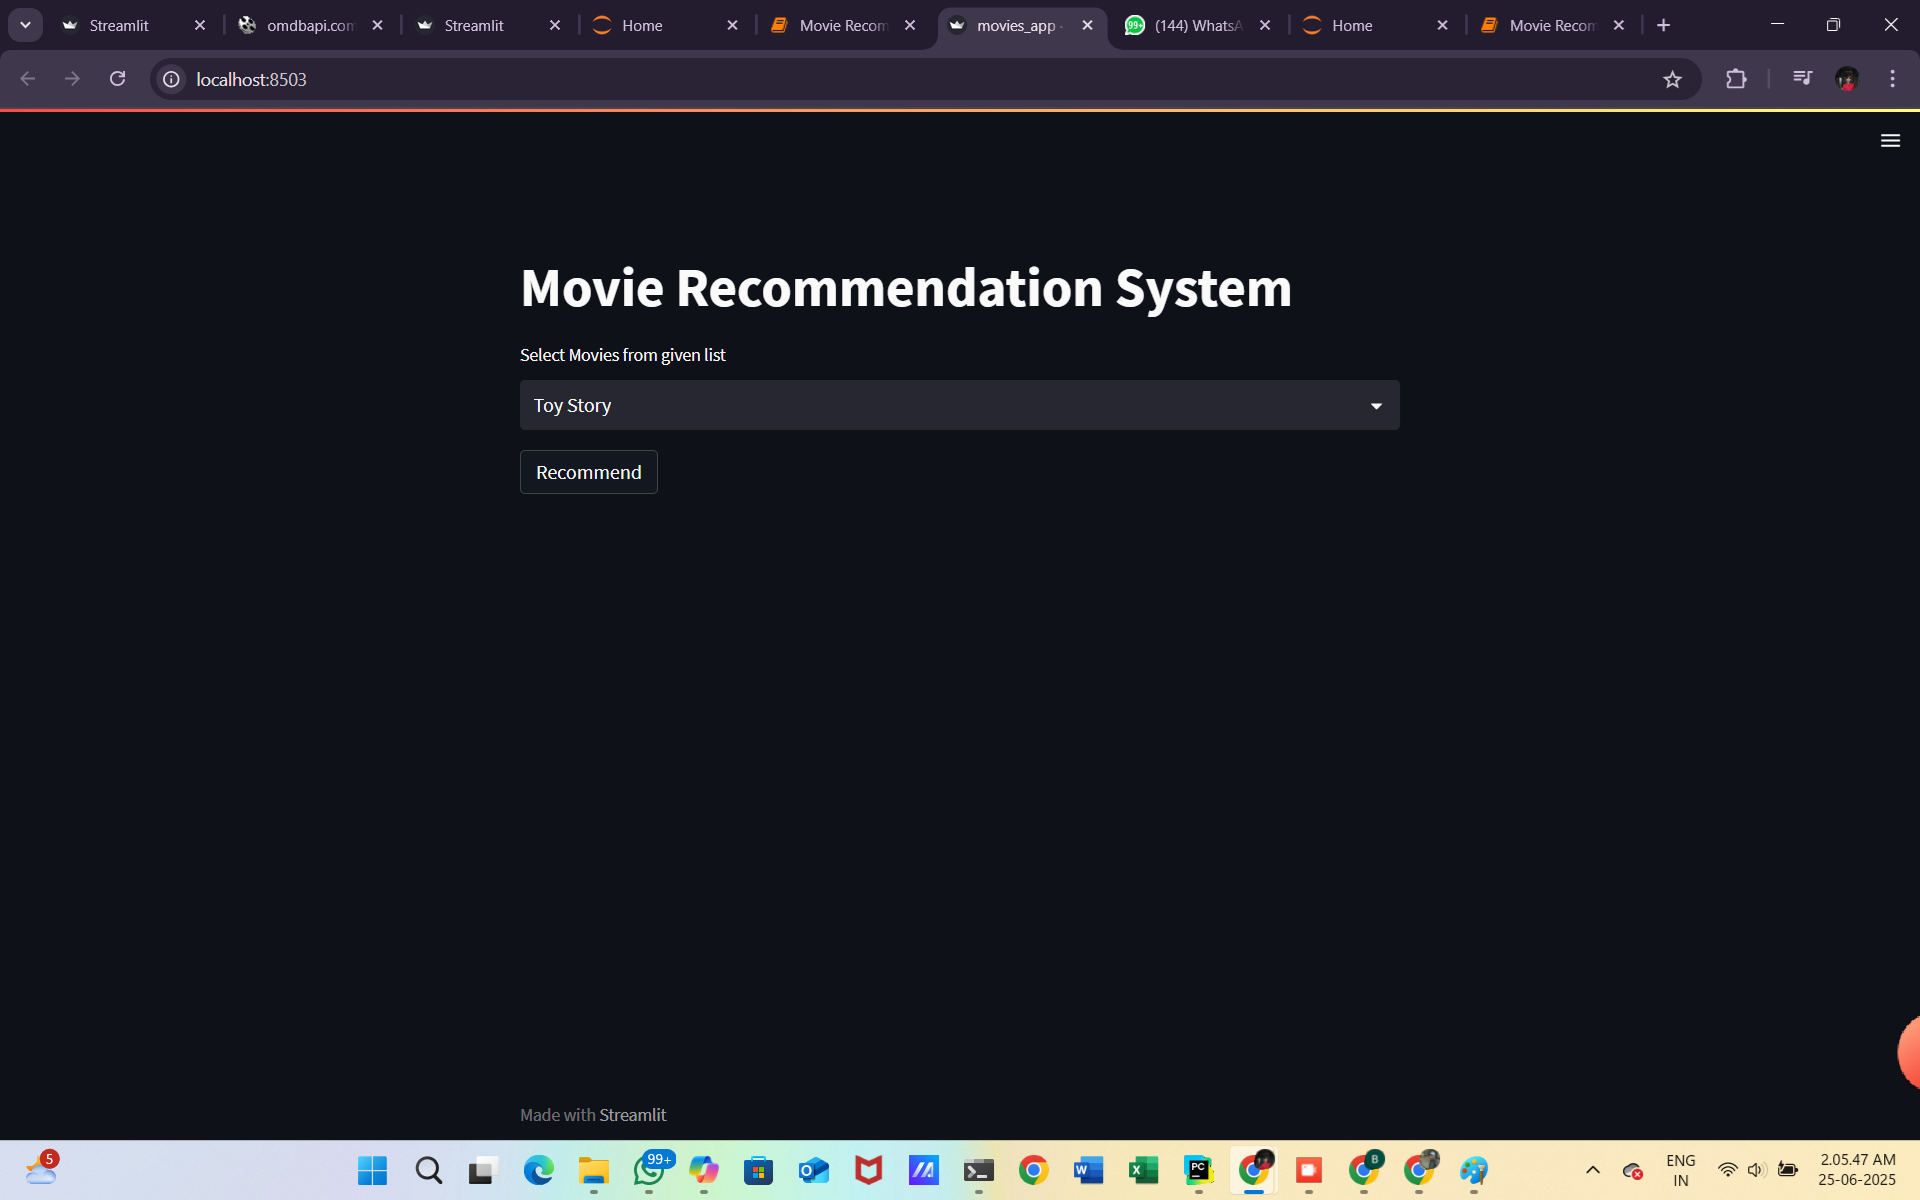 Streamlit
omdbapi.com
Streamlit
Home
Movie Recom
movies_app
(144) WhatsA
Home
Movie Recom
localhost:8503
Movie Recommendation System
Select Movies from given list
Toy Story
Recommend
Made with Streamlit
5
99+
PC
B
ENG
IN
2.05.47 AM
25-06-2025